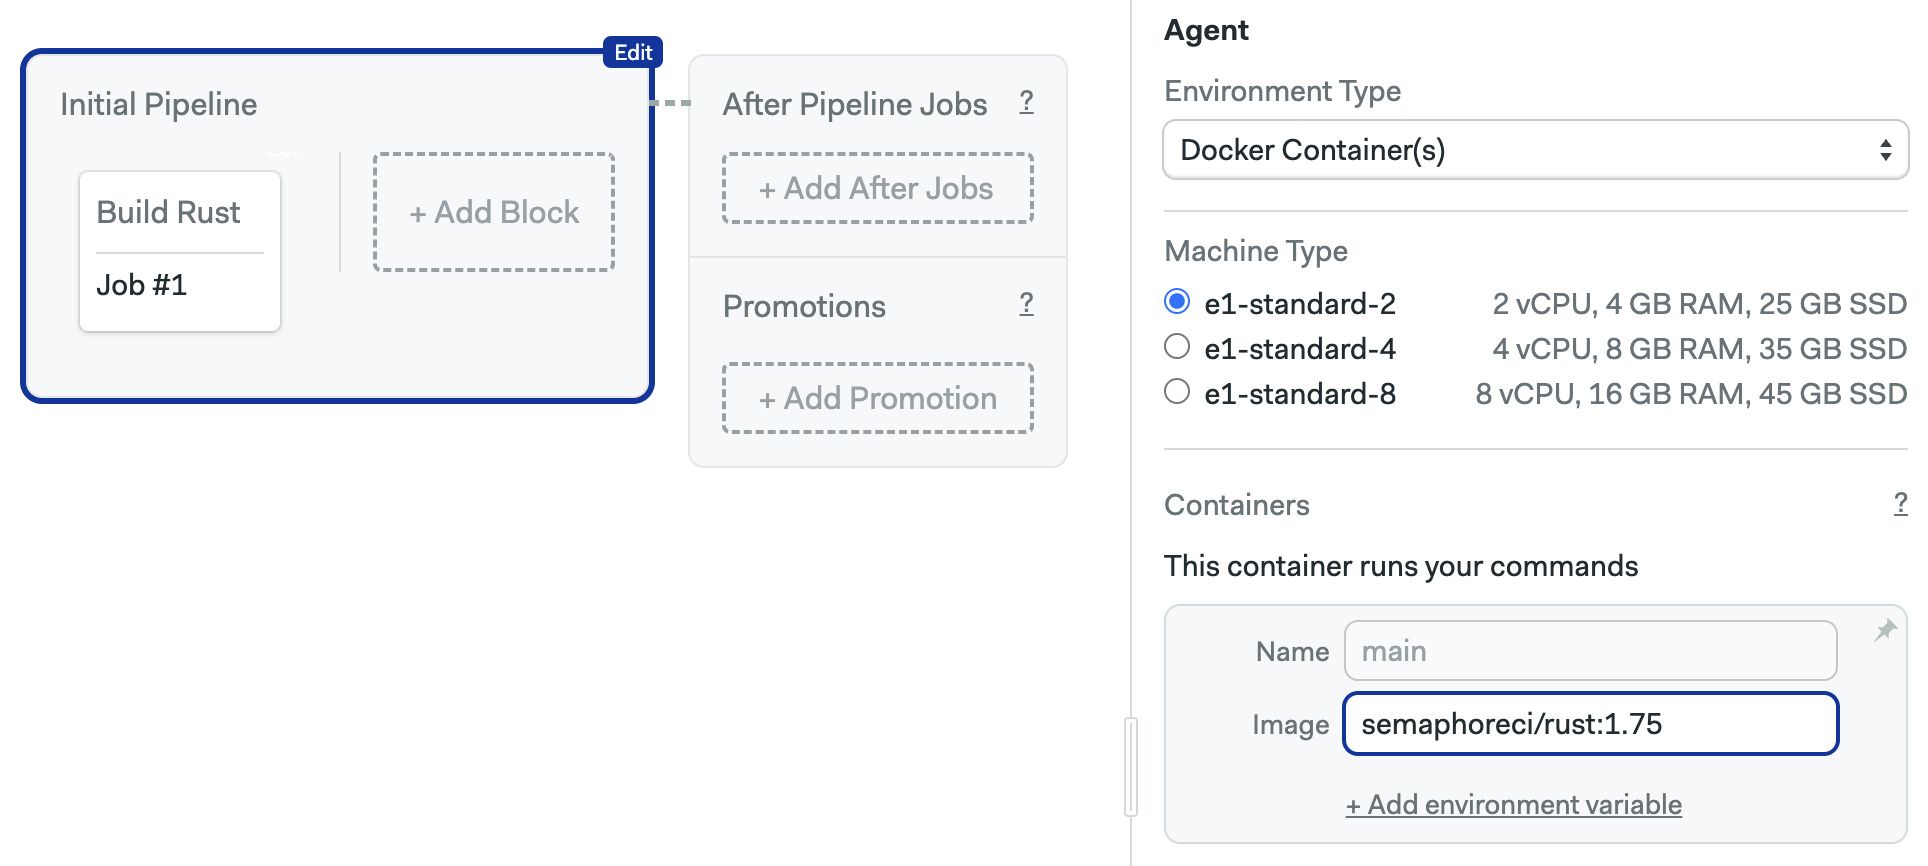 Edit
Initial Pipeline
Build Rust
Job #1
+ Add Block
After Pipeline Jobs ?
+ Add After Jobs
Promotions ?
+ Add Promotion
Agent
Environment Type
Docker Container(s)
Machine Type
e1-standard-2 2 vCPU, 4 GB RAM, 25 GB SSD
e1-standard-4 4 vCPU, 8 GB RAM, 35 GB SSD
e1-standard-8 8 vCPU, 16 GB RAM, 45 GB SSD
Containers ?
This container runs your commands
Name main
Image semaphoreci/rust:1.75
+ Add environment variable